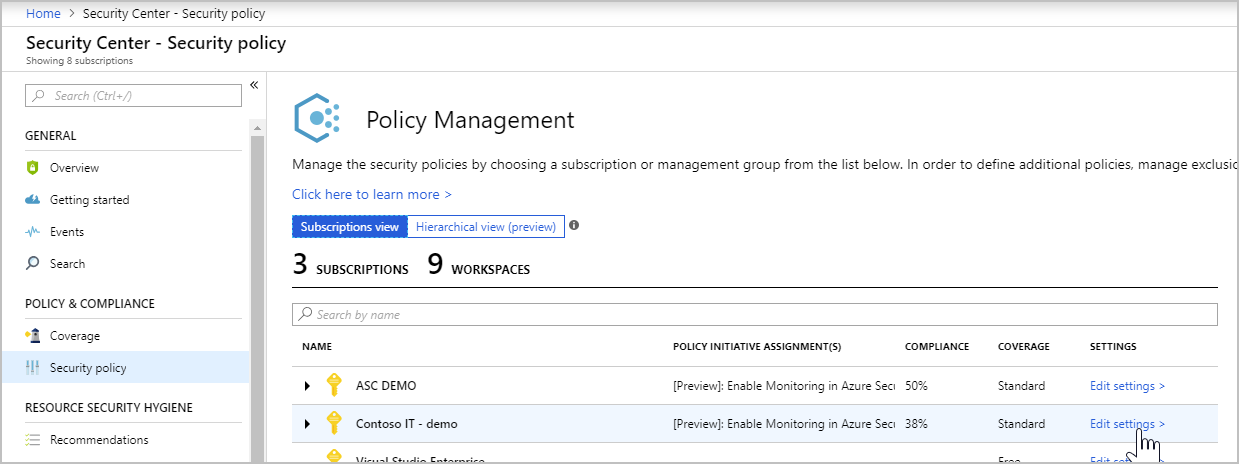 Home > Security Center - Security policy
Security Center - Security policy
Showing 8 subscriptions
Search (Ctrl+/)
«
GENERAL
Overview
Getting started
Events
Search
POLICY & COMPLIANCE
Coverage
Security policy
RESOURCE SECURITY HYGIENE
Recommendations
Policy Management
Manage the security policies by choosing a subscription or management group from the list below. In order to define additional policies, manage exclusio
Click here to learn more >
Subscriptions view Hierarchical view (preview)
3 SUBSCRIPTIONS 9 WORKSPACES
Search by name
NAME POLICY INITIATIVE ASSIGNMENT(S) COMPLIANCE COVERAGE SETTINGS
ASC DEMO [Preview]: Enable Monitoring in Azure Secu 50% Standard Edit settings >
Contoso IT - demo [Preview]: Enable Monitoring in Azure Secu 38% Standard Edit settings >
Visual Studio Enterprise Free Edit settings >